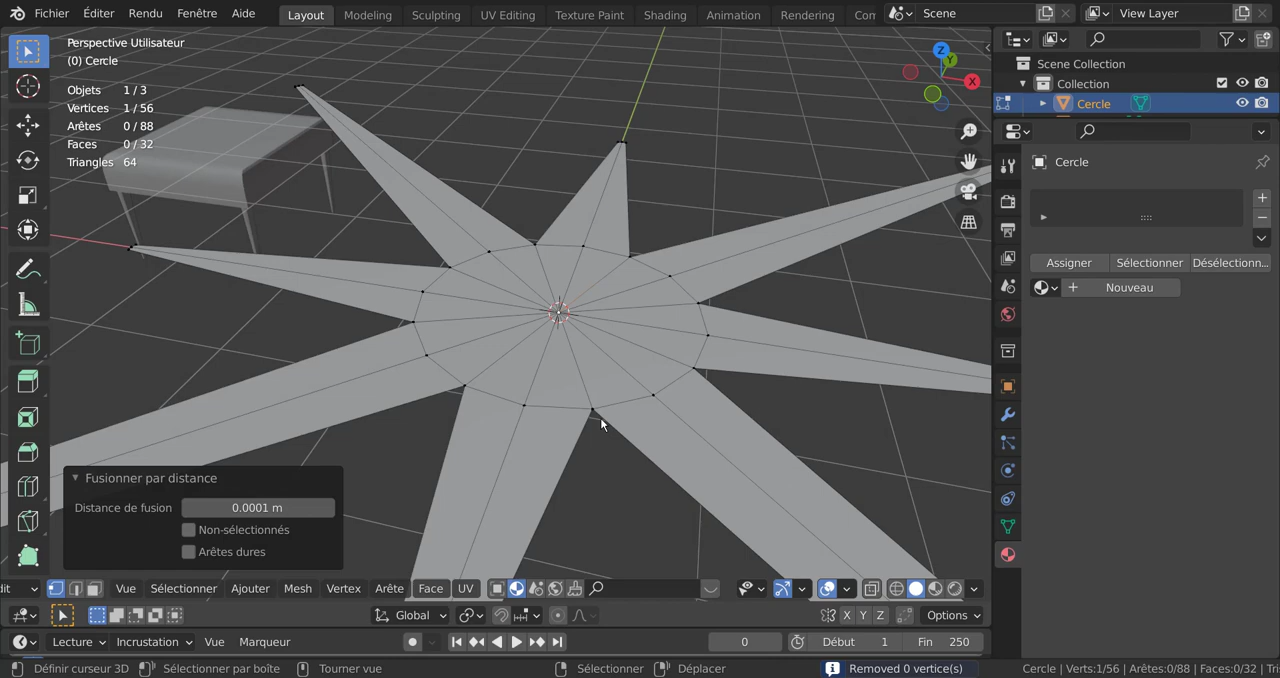 Fichier Éditer Rendu Fenêtre Aide Layout Modeling Sculpting UV Editing Texture Paint Shading Animation Rendering Scene View Layer
Perspective Utilisateur
(0) Cercle
Objets 1 / 3
Vertices 1 / 56
Arêtes 0 / 88
Faces 0 / 32
Triangles 64
Z
Y
X
Scene Collection
Collection
Cercle
Cercle
Assigner Sélectionner Désélectionn...
Nouveau
Fusionner par distance
Distance de fusion 0.0001 m
Non-sélectionnés
Arêtes dures
dit Vue Sélectionner Ajouter Mesh Vertex Arête Face UV
Global X Y Z Options
Lecture Incrustation Vue Marqueur 0 Début 1 Fin 250
Définir curseur 3D Sélectionner par boîte Tourner vue Sélectionner Déplacer Removed 0 vertice(s) Cercle | Verts:1/56 | Arêtes:0/88 | Faces:0/32 | Tri